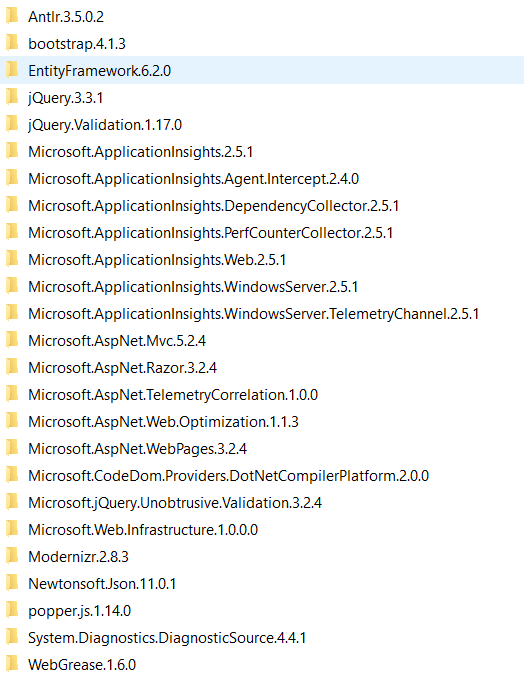 Antlr.3.5.0.2
bootstrap.4.1.3
EntityFramework.6.2.0
jQuery.3.3.1
jQuery.Validation.1.17.0
Microsoft.ApplicationInsights.2.5.1
Microsoft.ApplicationInsights.Agent.Intercept.2.4.0
Microsoft.ApplicationInsights.DependencyCollector.2.5.1
Microsoft.ApplicationInsights.PerfCounterCollector.2.5.1
Microsoft.ApplicationInsights.Web.2.5.1
Microsoft.ApplicationInsights.WindowsServer.2.5.1
Microsoft.ApplicationInsights.WindowsServer.TelemetryChannel.2.5.1
Microsoft.AspNet.Mvc.5.2.4
Microsoft.AspNet.Razor.3.2.4
Microsoft.AspNet.TelemetryCorrelation.1.0.0
Microsoft.AspNet.Web.Optimization.1.1.3
Microsoft.AspNet.WebPages.3.2.4
Microsoft.CodeDom.Providers.DotNetCompilerPlatform.2.0.0
Microsoft.jQuery.Unobtrusive.Validation.3.2.4
Microsoft.Web.Infrastructure.1.0.0.0
Modernizr.2.8.3
Newtonsoft.Json.11.0.1
popper.js.1.14.0
System.Diagnostics.DiagnosticSource.4.4.1
WebGrease.1.6.0